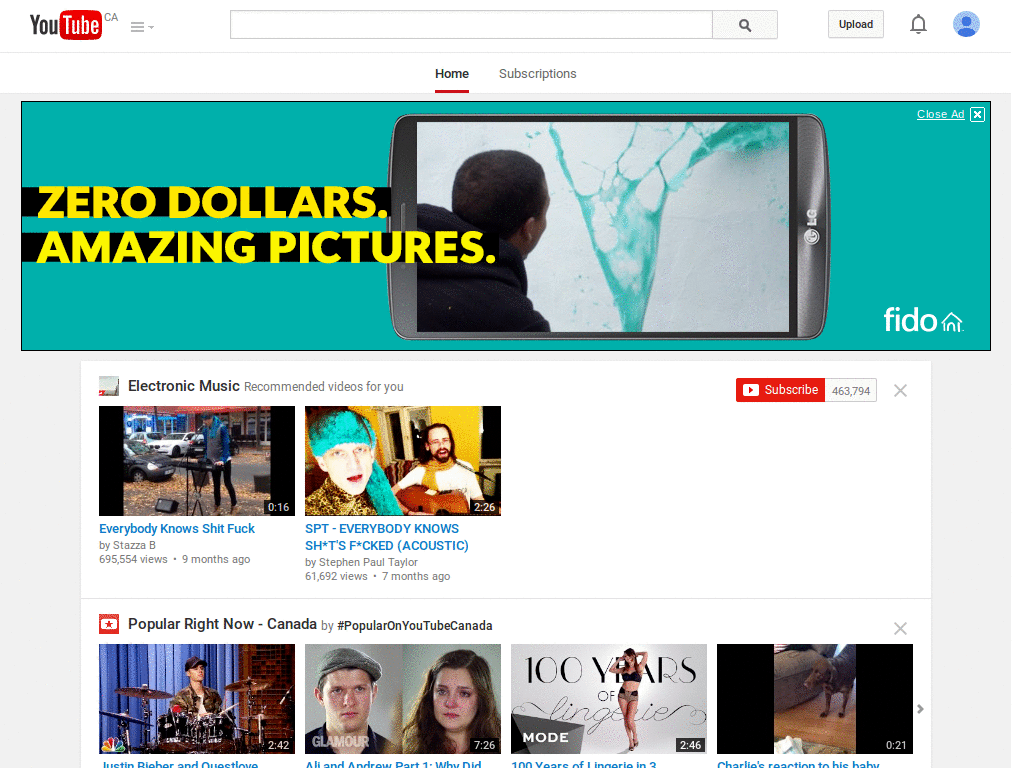 YouTube CA
Upload
Home Subscriptions
Close Ad
ZERO DOLLARS.
AMAZING PICTURES.
LG
fido
Electronic Music Recommended videos for you
Subscribe 463,794
0:16
2:26
Everybody Knows Shit Fuck
by Stazza B
695,554 views • 9 months ago
SPT - EVERYBODY KNOWS
SH*T'S F*CKED (ACOUSTIC)
by Stephen Paul Taylor
61,692 views • 7 months ago
Popular Right Now - Canada by #PopularOnYouTubeCanada
2:42
GLAMOUR
7:26
100 YEARS
OF
lingerie
MODE
2:46
0:21
Justin Bieber and Questlove
Ali and Andrew Part 1: Why Did
100 Years of Lingerie in 3
Charlie's reaction to his baby